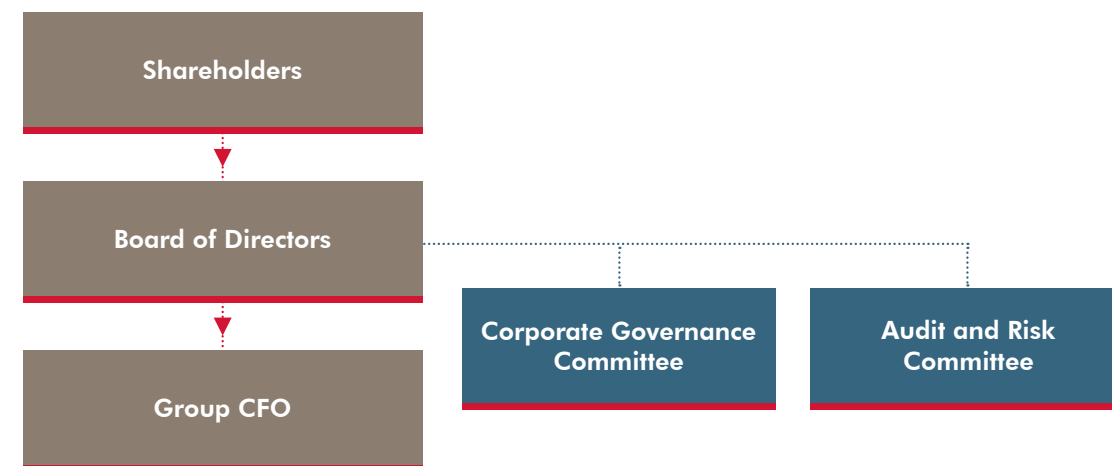 Shareholders
Board of Directors
Corporate Governance
Committee
Audit and Risk
Committee
Group CFO